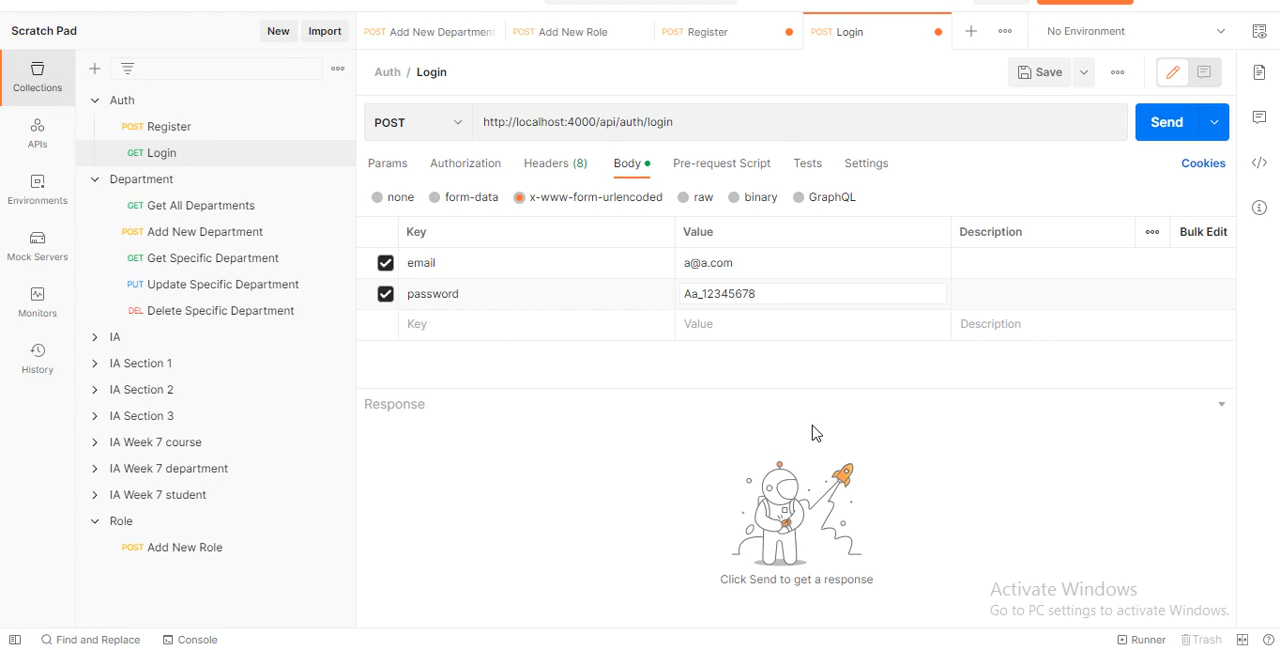 Scratch Pad
New
Import
POST Add New Department
POST Add New Role
POST Register
POST Login
No Environment
Collections
APIs
Environments
Mock Servers
Monitors
History
Auth
POST Register
GET Login
Department
GET Get All Departments
POST Add New Department
GET Get Specific Department
PUT Update Specific Department
DEL Delete Specific Department
IA
IA Section 1
IA Section 2
IA Section 3
IA Week 7 course
IA Week 7 department
IA Week 7 student
Role
POST Add New Role
Auth / Login
Save
POST
http://localhost:4000/api/auth/login
Send
Params
Authorization
Headers (8)
Body
Pre-request Script
Tests
Settings
Cookies
none
form-data
x-www-form-urlencoded
raw
binary
GraphQL
Key
Value
Description
Bulk Edit
email
a@a.com
password
Aa_12345678
Key
Value
Description
Response
Click Send to get a response
Activate Windows
Go to PC settings to activate Windows.
Find and Replace
Console
Runner
Trash